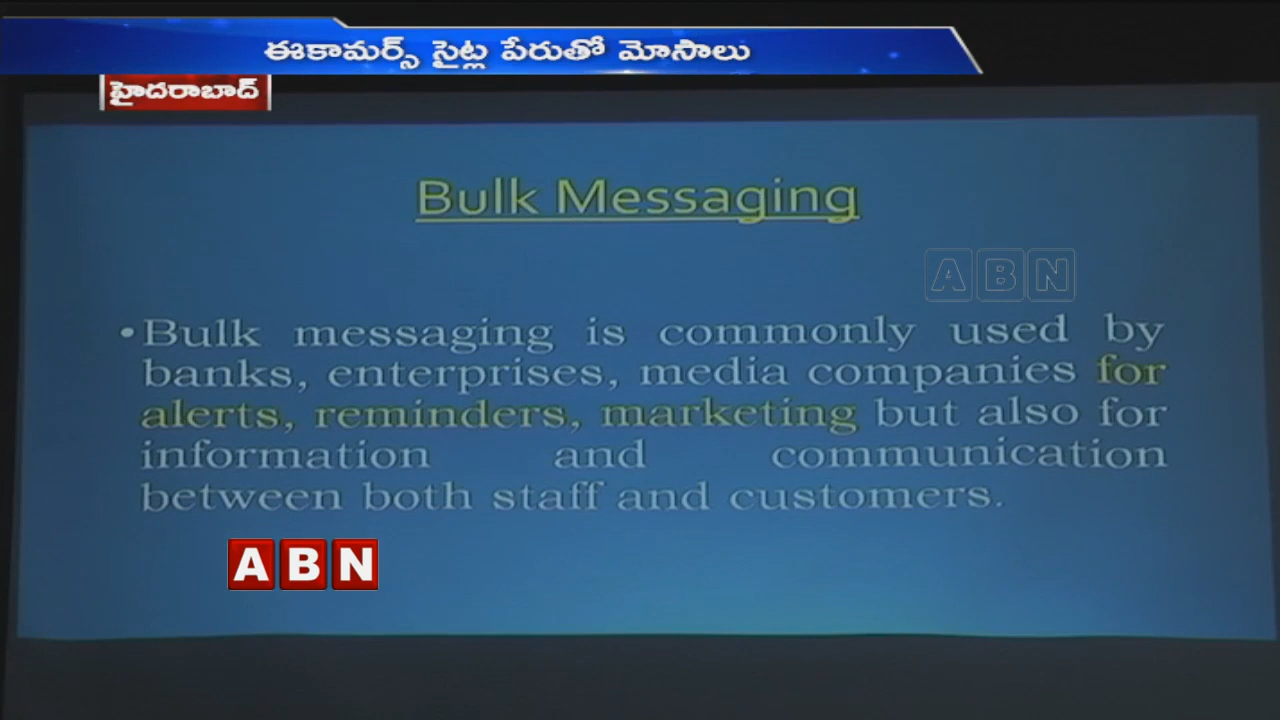 ఈకామర్స్ సైట్ల పేరుతో మోసాలు
హైదరాబాద్
Bulk Messaging
ABN
•Bulk messaging is commonly used by
banks, enterprises, media companies for
alerts, reminders, marketing but also for
information and communication
between both staff and customers.
ABN